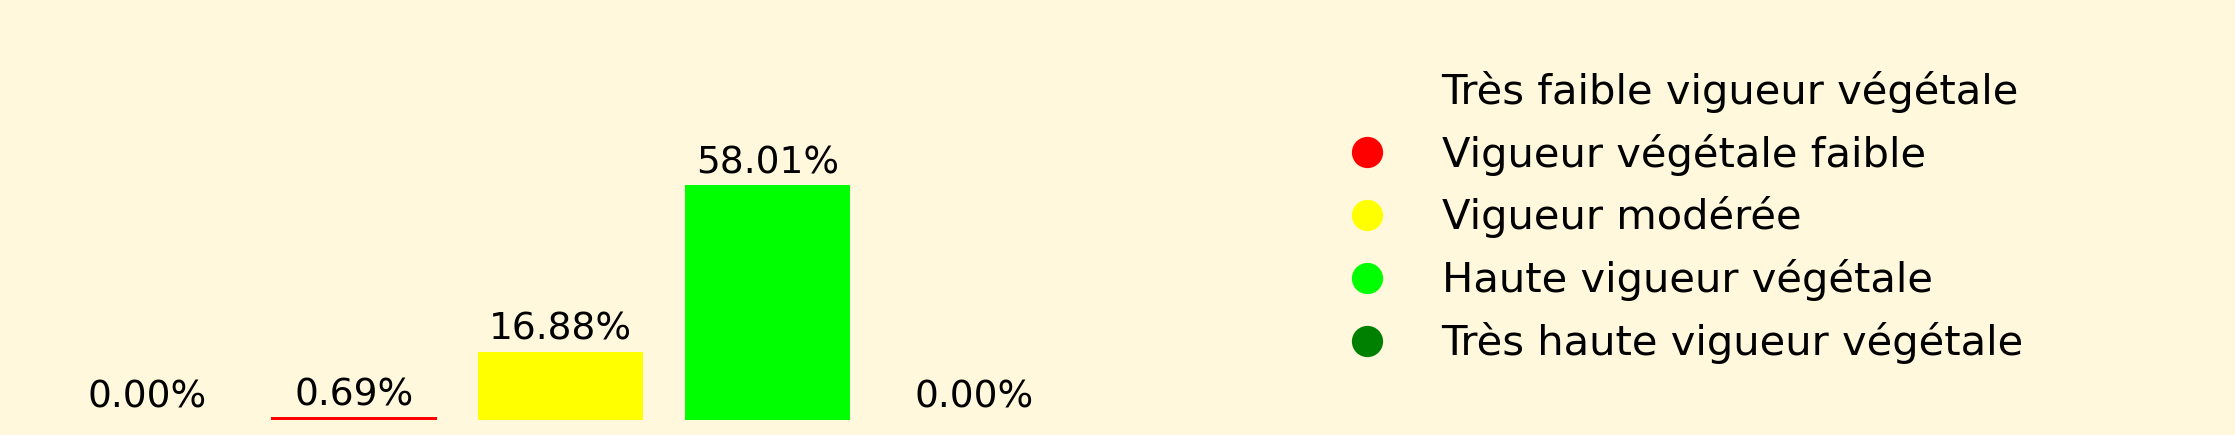 0.00%
0.69%
16.88%
58.01%
0.00%
Très faible vigueur végétale
Vigueur végétale faible
Vigueur modérée
Haute vigueur végétale
Très haute vigueur végétale